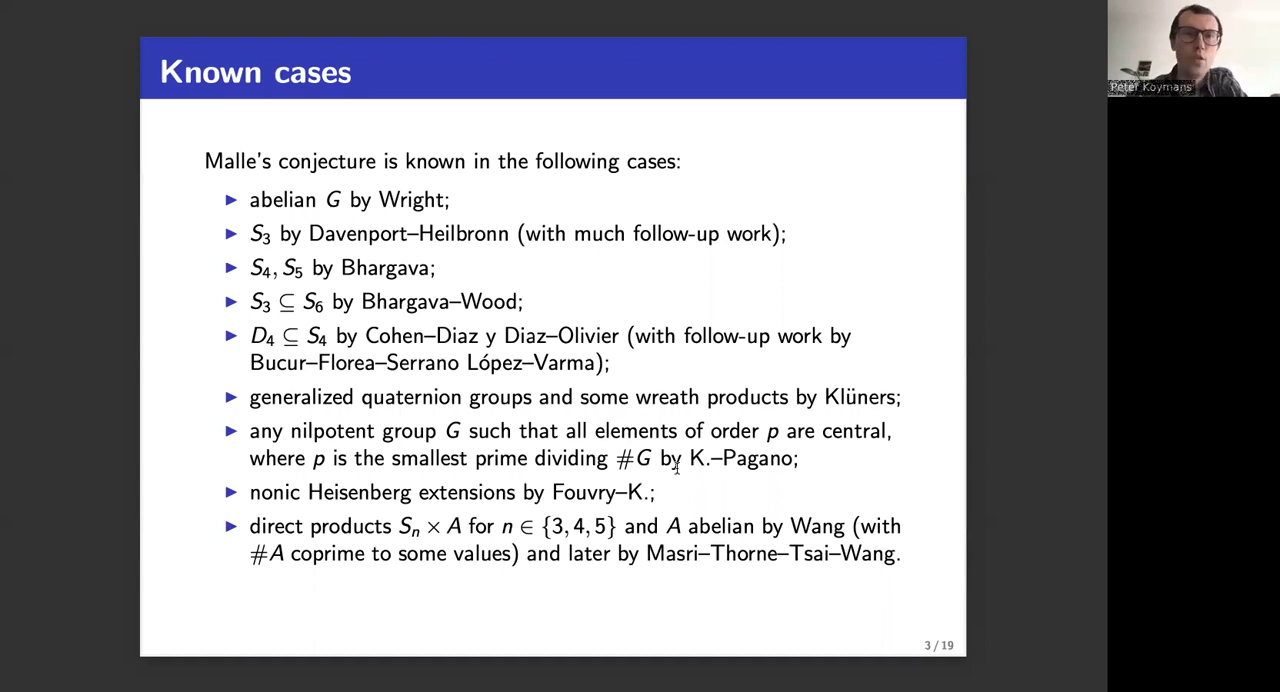 Known cases
Malle's conjecture is known in the following cases:
▶ abelian G by Wright;
▶ S₃ by Davenport–Heilbronn (with much follow-up work);
▶ S₄, S₅ by Bhargava;
▶ S₃ ⊆ S₆ by Bhargava–Wood;
▶ D₄ ⊆ S₄ by Cohen–Diaz y Diaz–Olivier (with follow-up work by
Bucur–Florea–Serrano López–Varma);
▶ generalized quaternion groups and some wreath products by Klüners;
▶ any nilpotent group G such that all elements of order p are central,
where p is the smallest prime dividing #G by K.–Pagano;
▶ nonic Heisenberg extensions by Fouvry–K.;
▶ direct products Sₙ × A for n ∈ {3, 4, 5} and A abelian by Wang (with
#A coprime to some values) and later by Masri–Thorne–Tsai–Wang.
3 / 19
Peter Koymans